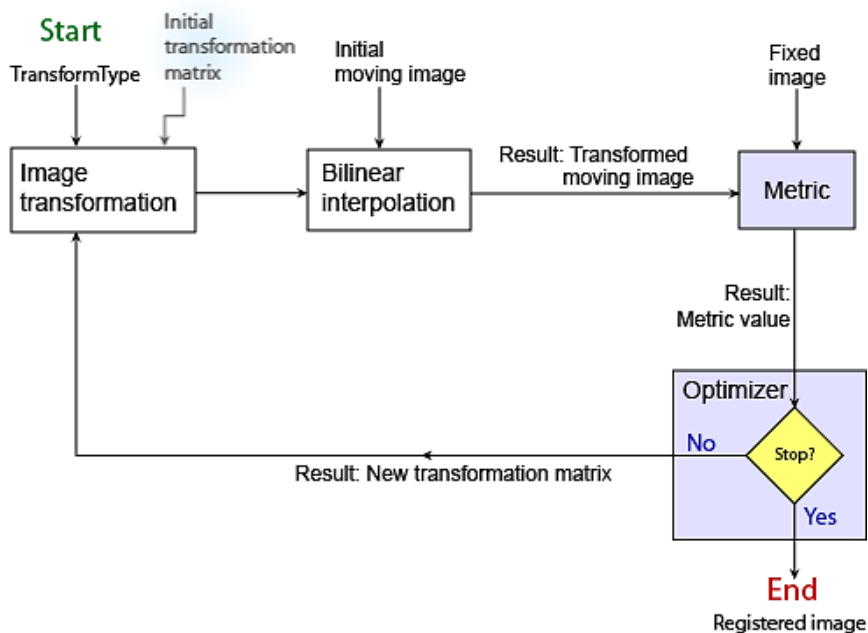 Start
TransformType
Initial
transformation
matrix
Initial
moving image
Fixed
image
Image
transformation
Bilinear
interpolation
Result: Transformed
moving image
Metric
Result:
Metric value
Optimizer
Stop?
No
Result: New transformation matrix
Yes
End
Registered image